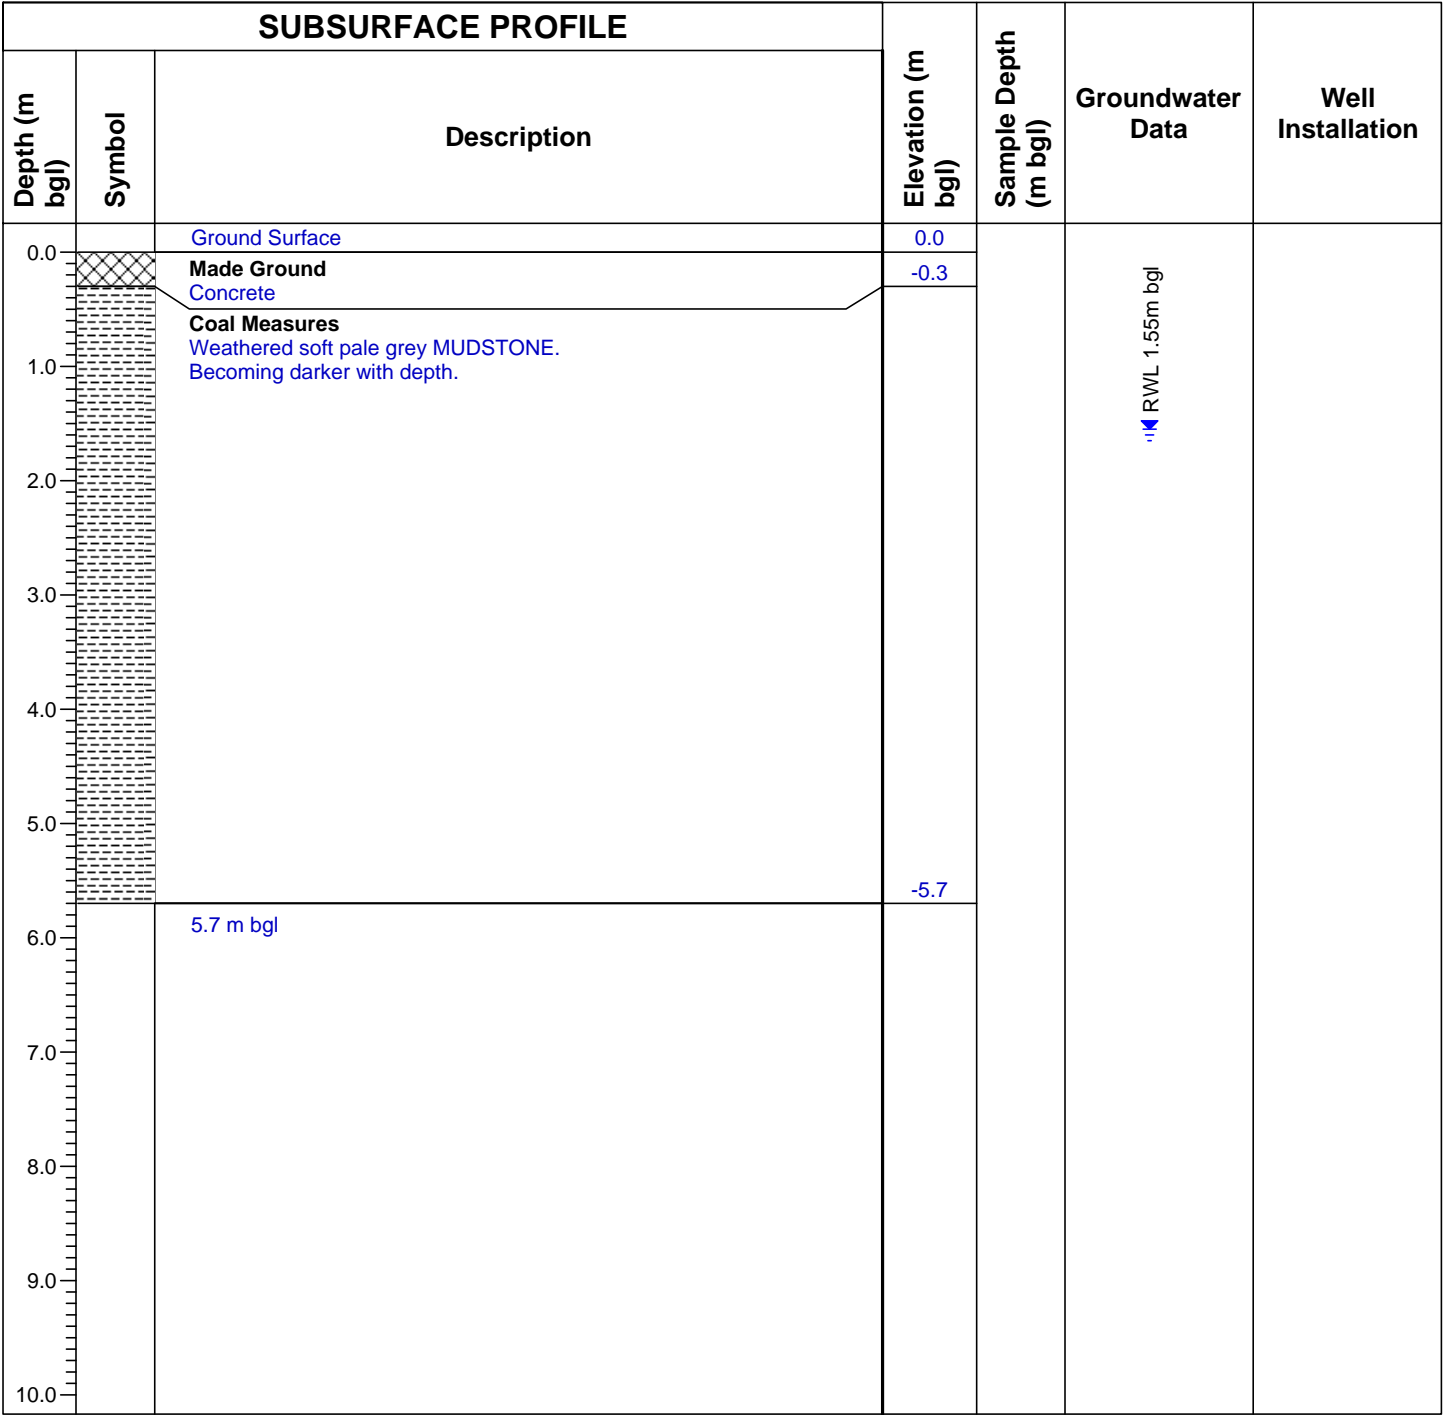 SUBSURFACE PROFILE
Depth (m
bgl)
Symbol
Description
Elevation (m
bgl)
Sample Depth
(m bgl)
Groundwater
Data
Well
Installation
Ground Surface
0.0
0.0
Made Ground
-0.3
Concrete
Coal Measures
Weathered soft pale grey MUDSTONE.
Becoming darker with depth.
RWL 1.55m bgl
1.0
2.0
3.0
4.0
5.0
-5.7
5.7 m bgl
6.0
7.0
8.0
9.0
10.0